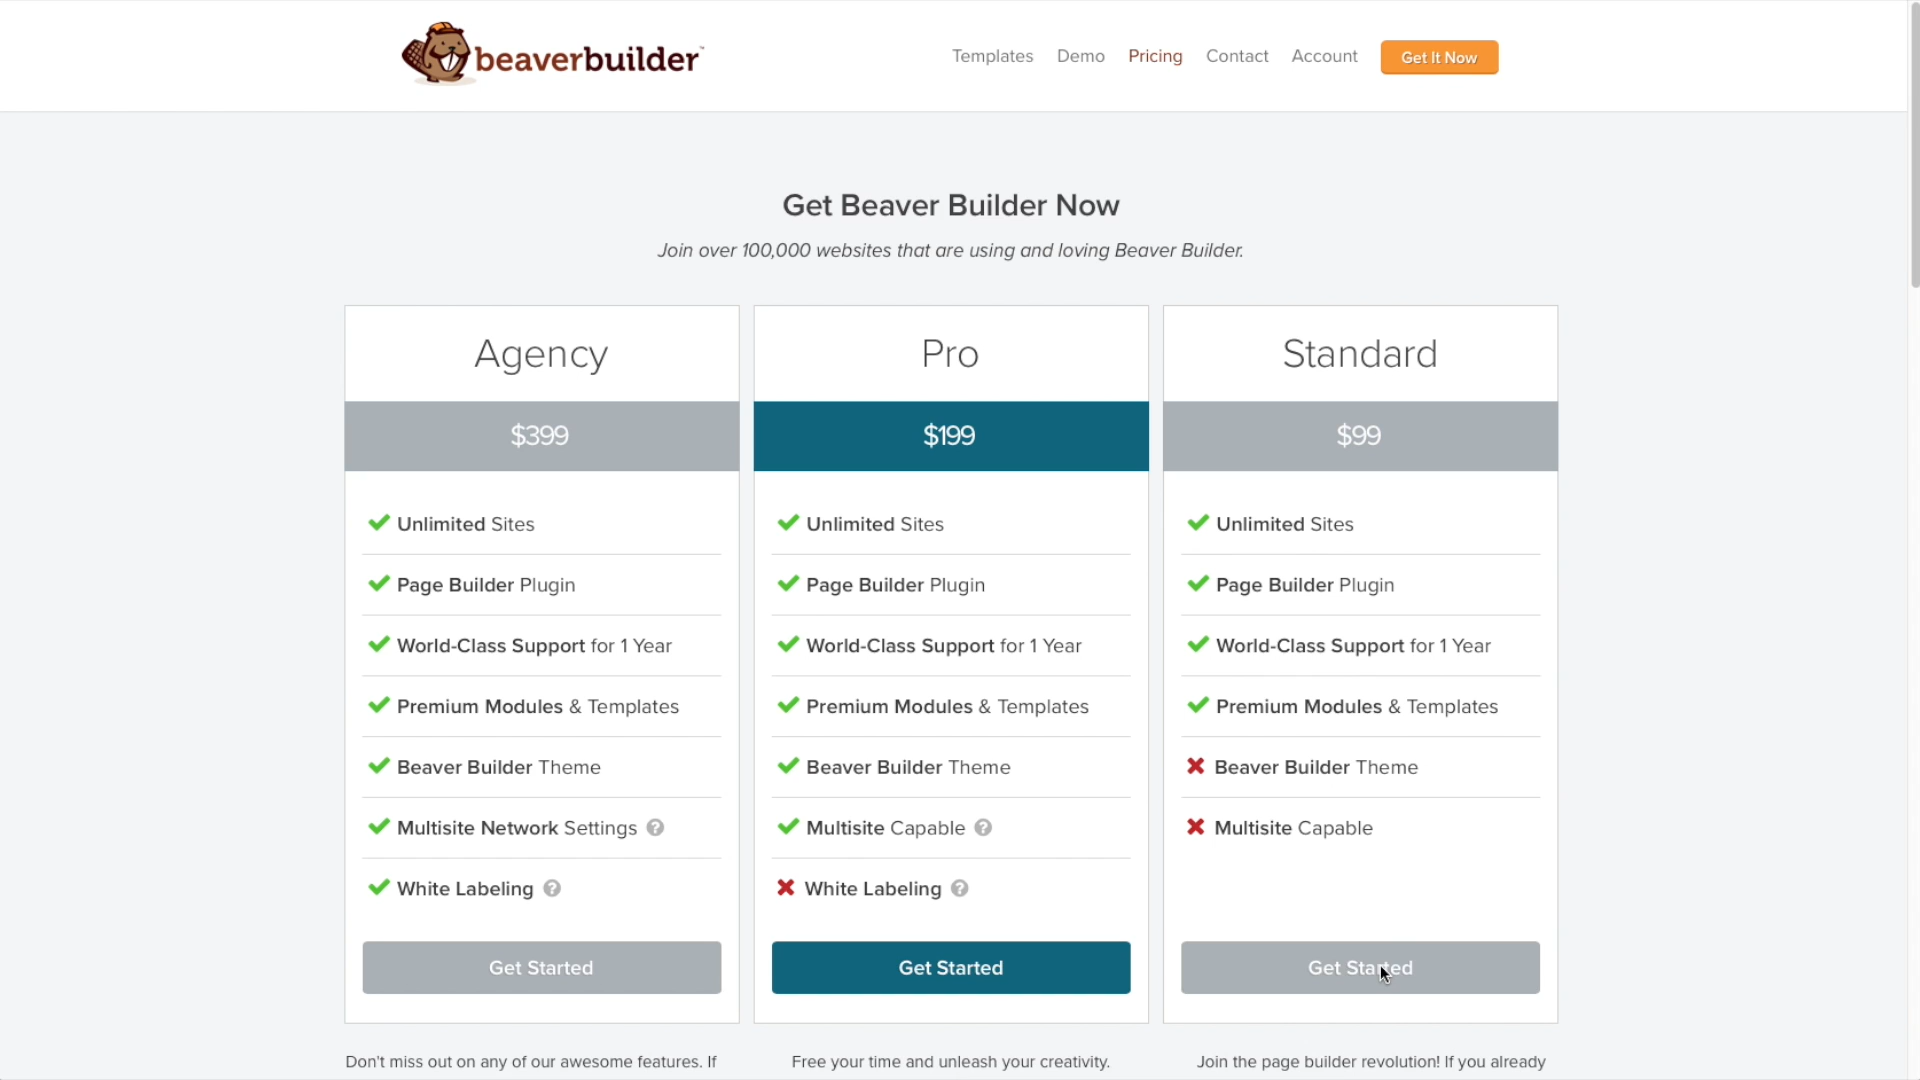 beaverbuilder™
Templates Demo Pricing Contact Account Get It Now
Get Beaver Builder Now
Join over 100,000 websites that are using and loving Beaver Builder.
Agency
$399
Unlimited Sites
Page Builder Plugin
World-Class Support for 1 Year
Premium Modules & Templates
Beaver Builder Theme
Multisite Network Settings ?
White Labeling ?
Get Started
Don't miss out on any of our awesome features. If
Pro
$199
Unlimited Sites
Page Builder Plugin
World-Class Support for 1 Year
Premium Modules & Templates
Beaver Builder Theme
Multisite Capable ?
White Labeling ?
Get Started
Free your time and unleash your creativity.
Standard
$99
Unlimited Sites
Page Builder Plugin
World-Class Support for 1 Year
Premium Modules & Templates
Beaver Builder Theme
Multisite Capable
Get Started
Join the page builder revolution! If you already